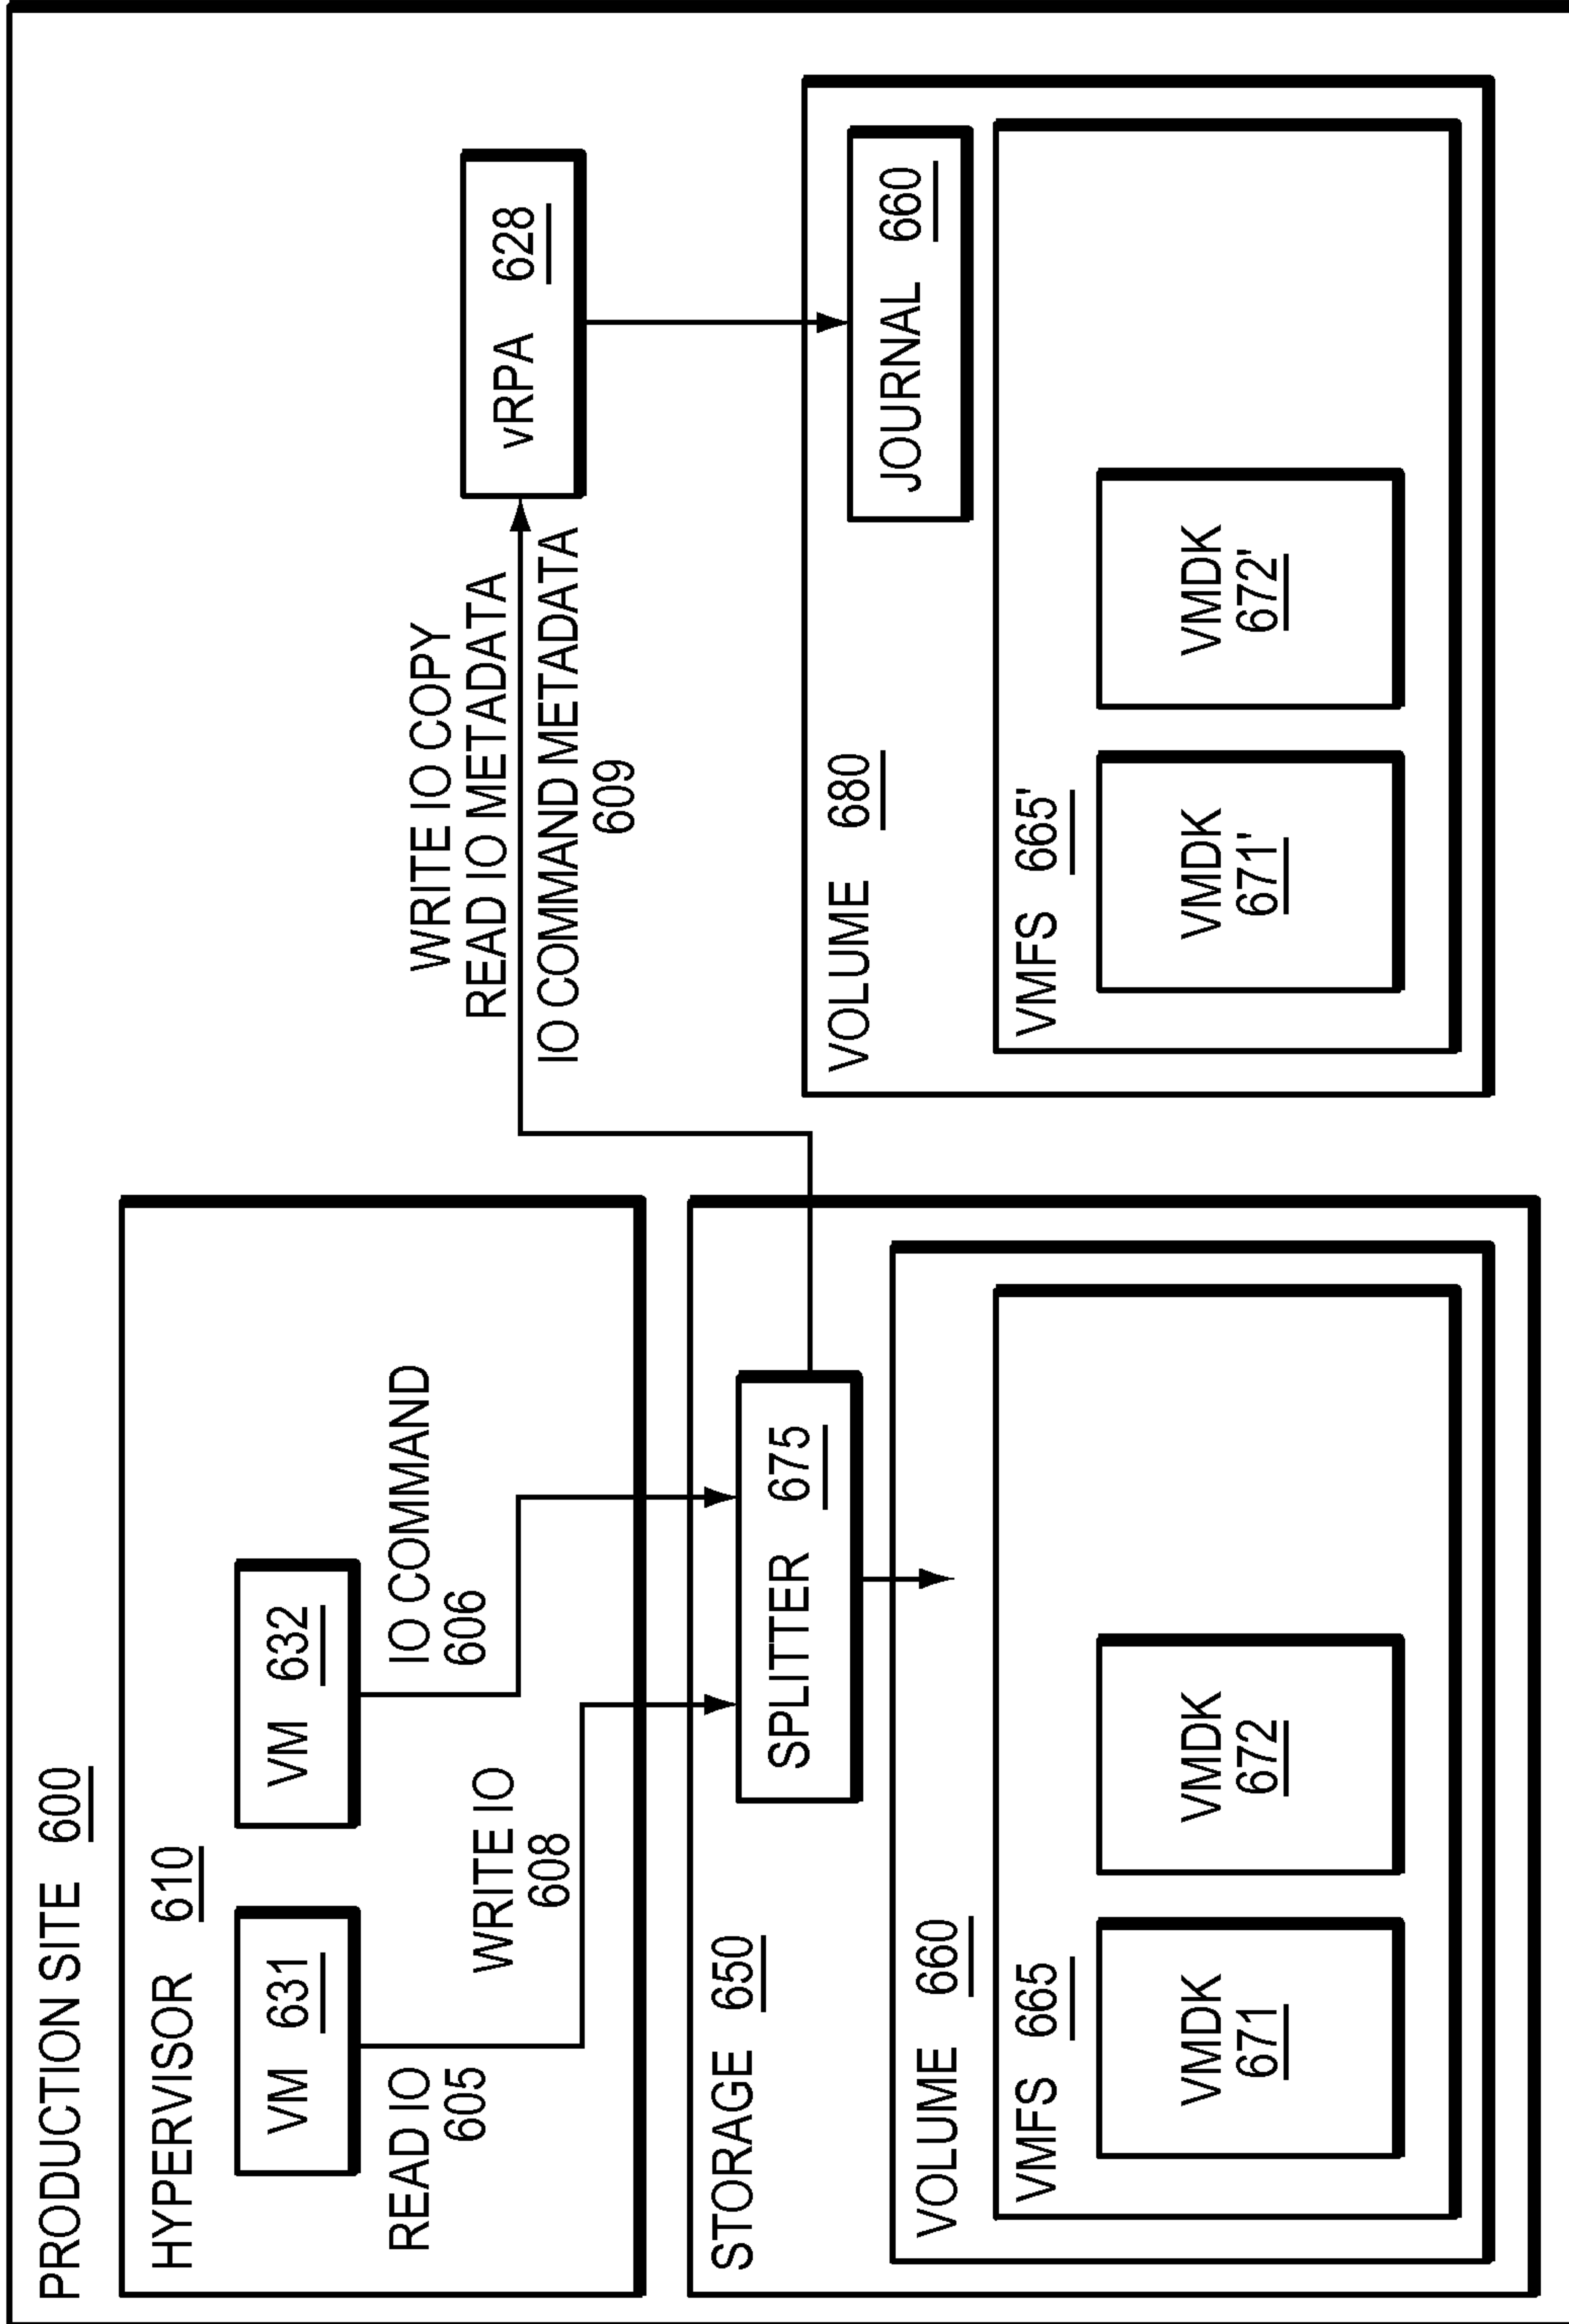 PRODUCTION SITE 600
HYPERVISOR 610
VM 631
VM 632
READ IO
605
WRITE IO
608
IO COMMAND
606
WRITE IO COPY
READ IO METADATA
IO COMMAND METADATA
609
vRPA 628
STORAGE 650
SPLITTER 675
VOLUME 660
VMFS 665
VMDK
671
VMDK
672
VOLUME 680
JOURNAL 660
VMFS 665'
VMDK
671'
VMDK
672'